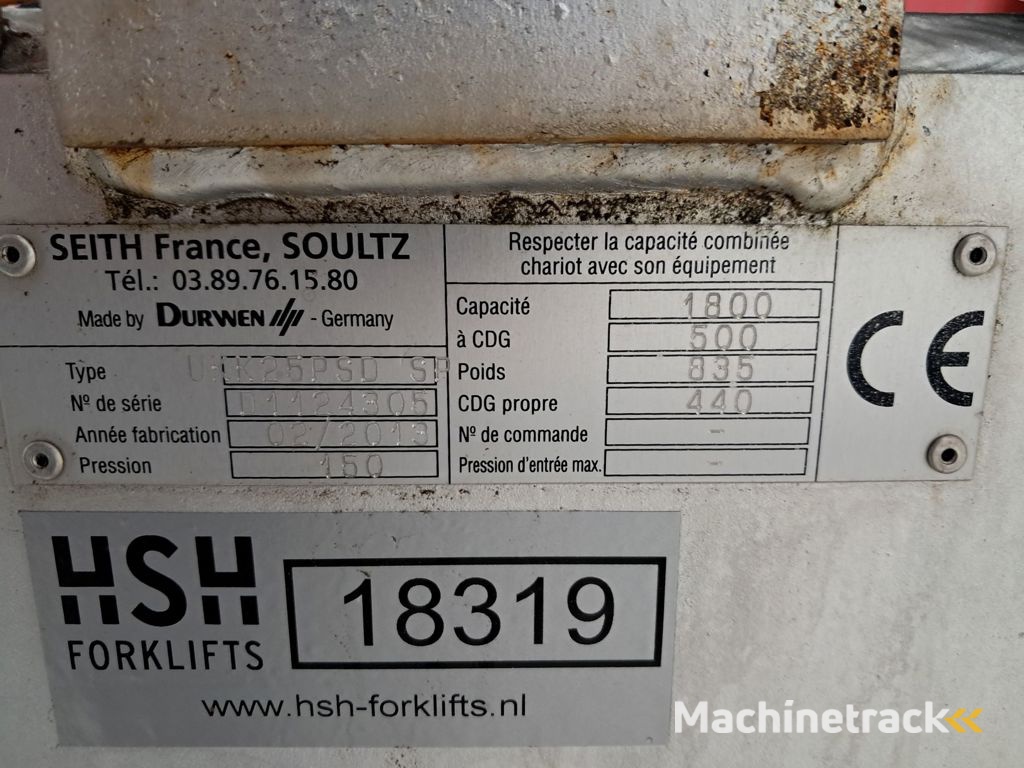 SEITH France, SOULTZ
Tél.: 03.89.76.15.80
Made by DURWEN - Germany
Type
N° de série D1124305
Année fabrication 02/2013
Pression 150
Respecter la capacité combinée
chariot avec son équipement
Capacité 1800
à CDG 500
Poids 835
CDG propre 440
N° de commande -
Pression d'entrée max. -
CE
HSH
FORKLIFTS
18319
www.hsh-forklifts.nl
Machinetrack